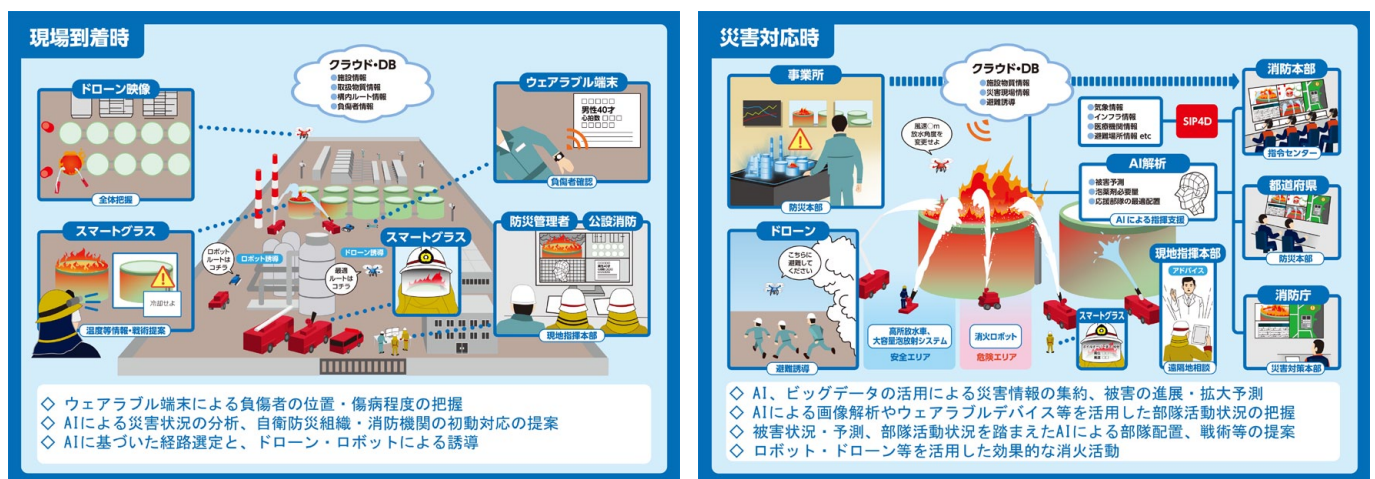 現場到着時
クラウド・DB
●施設情報
●取扱物質情報
●構内ルート情報
●負傷者情報
ドローン映像
全体把握
ウェアラブル端末
男性40才
心拍数
負傷者確認
スマートグラス
冷却せよ
温度等情報・戦術提案
ロボット
ルートは
コチラ
ロボット誘導
ドローン誘導
最適
ルートは
コチラ
スマートグラス
防災管理者 公設消防
現地指揮本部
◇ ウェアラブル端末による負傷者の位置・傷病程度の把握
◇ AIによる災害状況の分析、自衛防災組織・消防機関の初動対応の提案
◇ AIに基づいた経路選定と、ドローン・ロボットによる誘導
災害対応時
事業所
防災本部
クラウド・DB
●施設物質情報
●災害現場情報
●避難誘導
風速○m
放水角度を
変更せよ
●気象情報
●インフラ情報
●医療機関情報
●避難場所情報 etc
SIP4D
消防本部
指令センター
AI解析
●被害予測
●泡薬剤必要量
●応援部隊の最適配置
AIによる指揮支援
都道府県
防災本部
ドローン
こちらに
避難して
ください
避難誘導
高所放水車、
大容量泡放射システム
安全エリア
消火ロボット
危険エリア
スマートグラス
現地指揮本部
アドバイス
遠隔地相談
消防庁
災害対策本部
◇ AI、ビッグデータの活用による災害情報の集約、被害の進展・拡大予測
◇ AIによる画像解析やウェアラブルデバイス等を活用した部隊活動状況の把握
◇ 被害状況・予測、部隊活動状況を踏まえたAIによる部隊配置、戦術等の提案
◇ ロボット・ドローン等を活用した効果的な消火活動